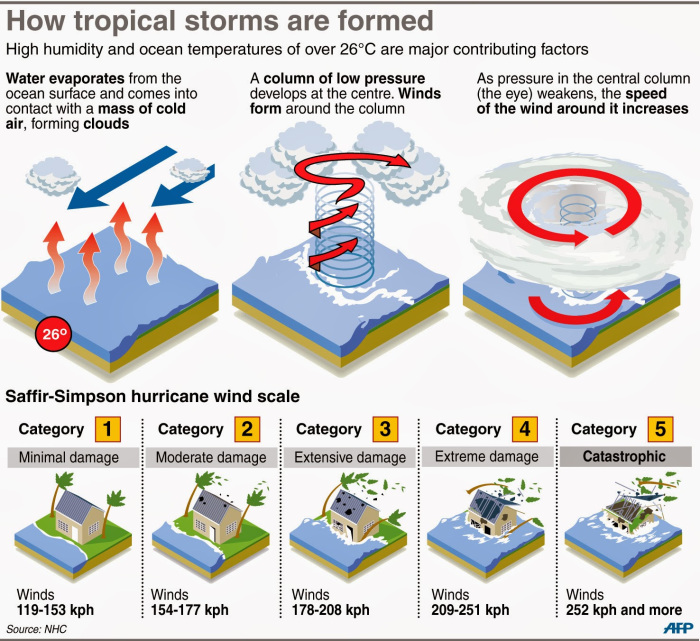 How tropical storms are formed
High humidity and ocean temperatures of over 26°C are major contributing factors
Water evaporates from the
ocean surface and comes into
contact with a mass of cold
air, forming clouds
A column of low pressure
develops at the centre. Winds
form around the column
As pressure in the central column
(the eye) weakens, the speed
of the wind around it increases
26º
Saffir-Simpson hurricane wind scale
Category 1
Minimal damage
Winds
119-153 kph
Category 2
Moderate damage
Winds
154-177 kph
Category 3
Extensive damage
Winds
178-208 kph
Category 4
Extreme damage
Winds
209-251 kph
Category 5
Catastrophic
Winds
252 kph and more
Source: NHC
AFP